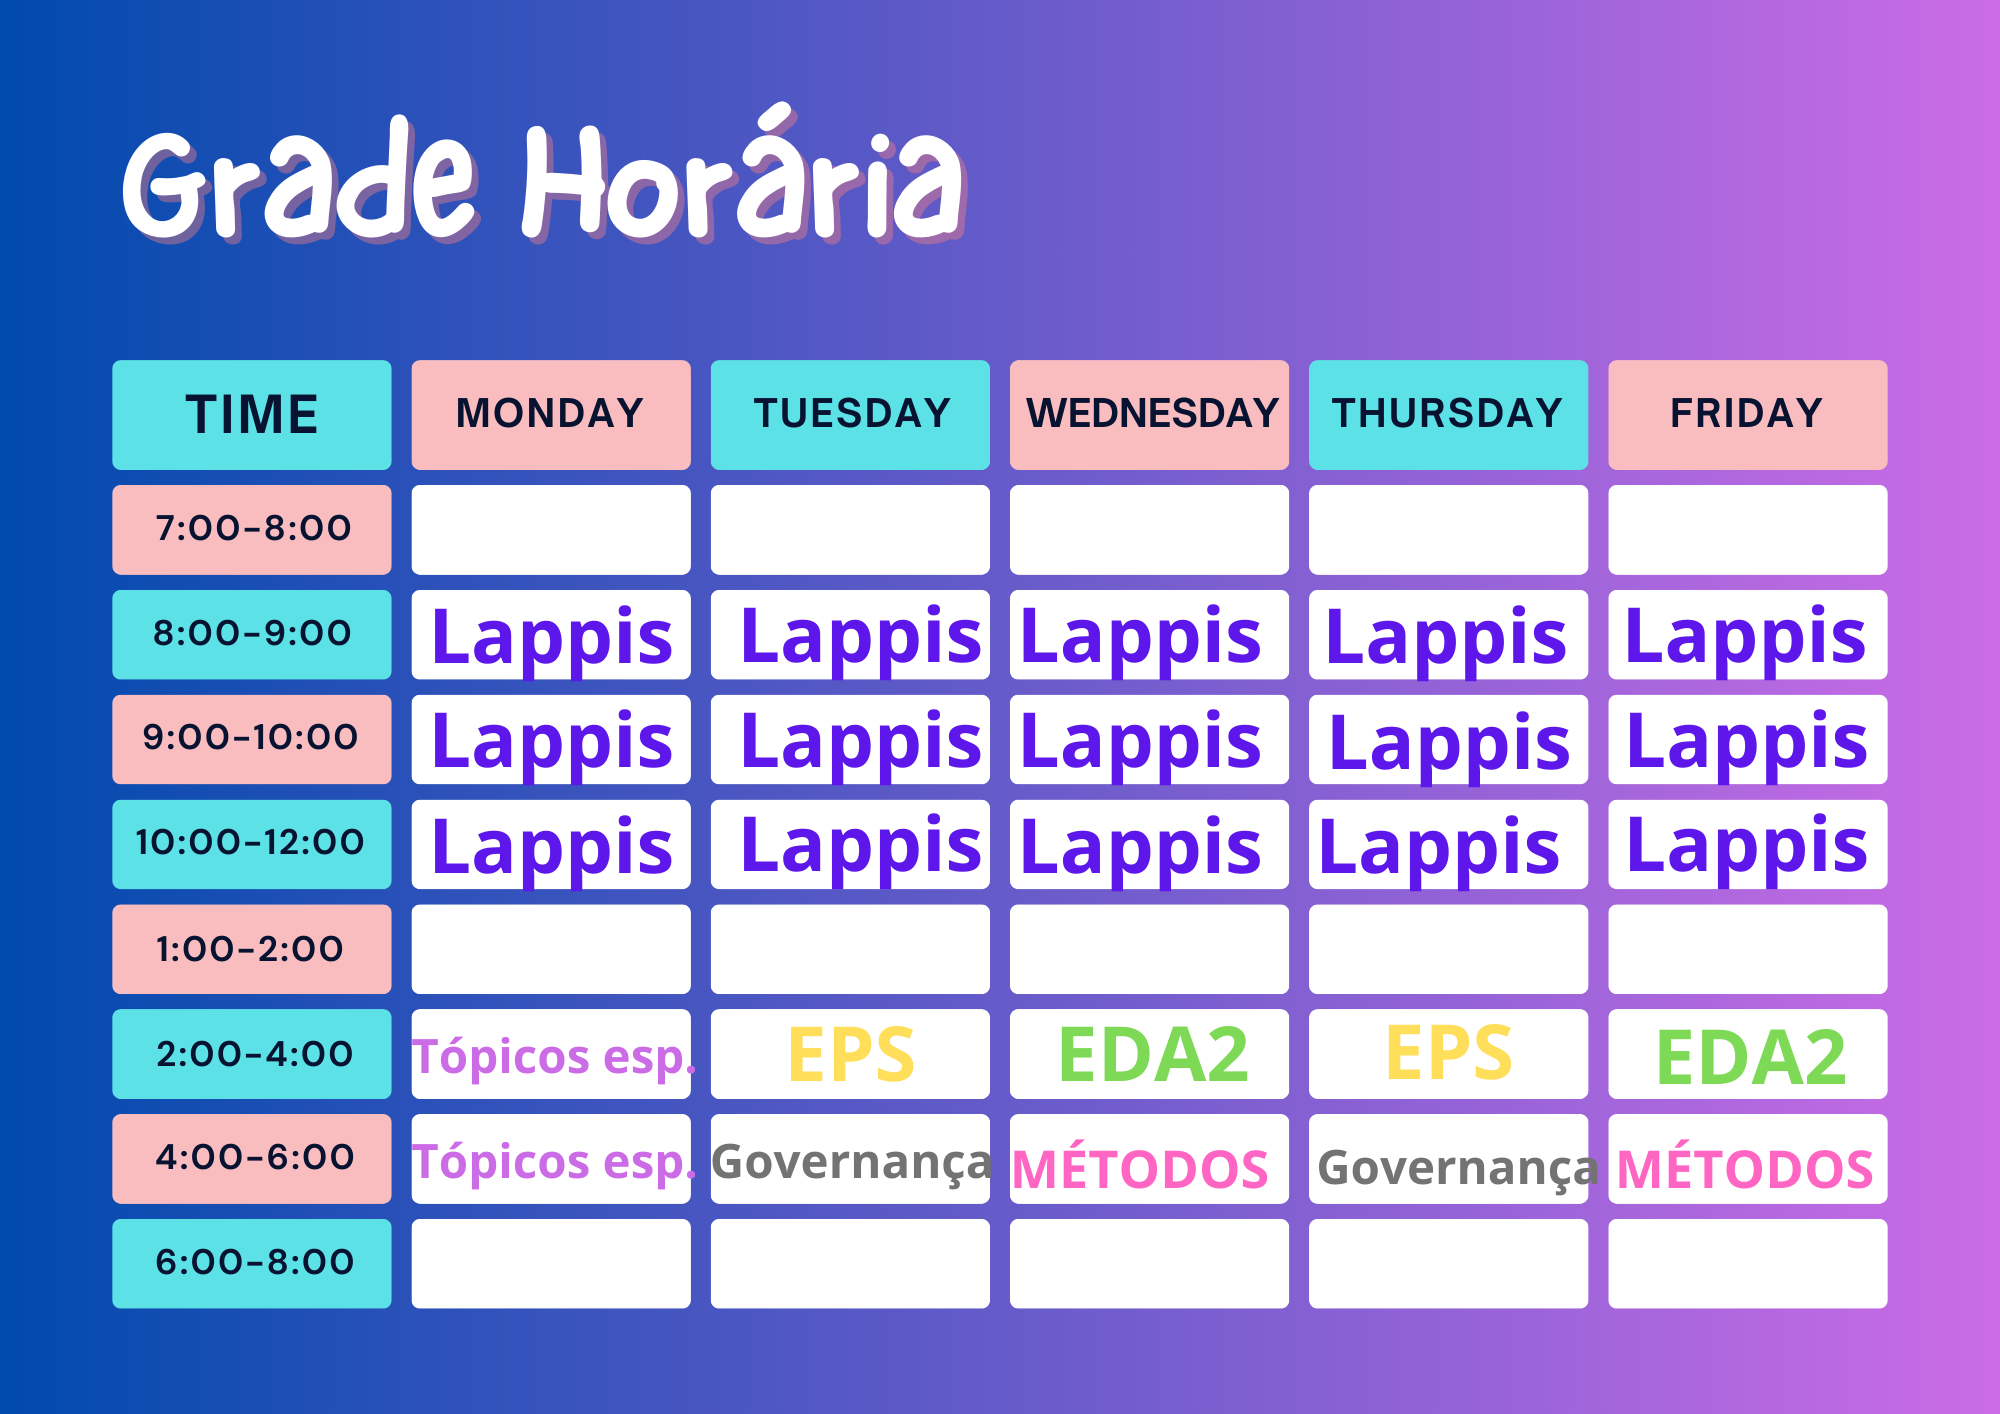 Grade Horária
TIME MONDAY TUESDAY WEDNESDAY THURSDAY FRIDAY
7:00-8:00
8:00-9:00 Lappis Lappis Lappis Lappis Lappis
9:00-10:00 Lappis Lappis Lappis Lappis Lappis
10:00-12:00 Lappis Lappis Lappis Lappis Lappis
1:00-2:00
2:00-4:00 Tópicos esp. EPS EDA2 EPS EDA2
4:00-6:00 Tópicos esp. Governança MÉTODOS Governança MÉTODOS
6:00-8:00